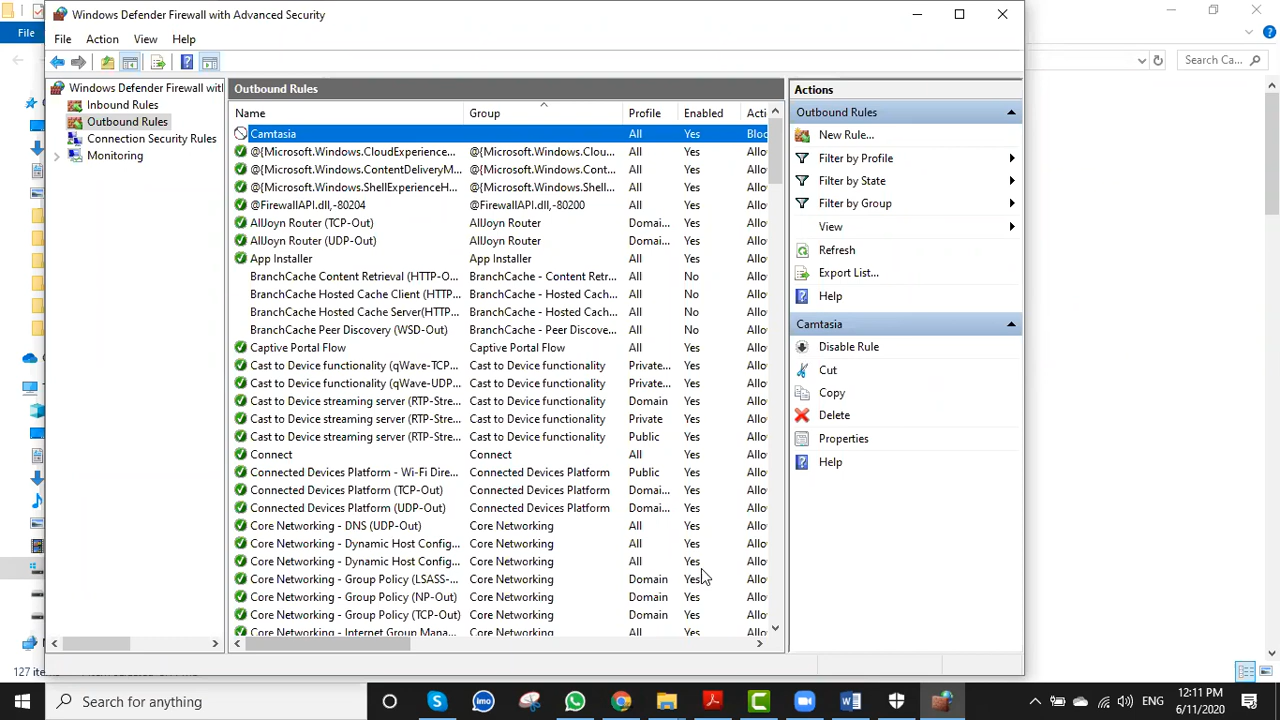 Windows Defender Firewall with Advanced Security
File
File Action View Help
Search Ca...
Windows Defender Firewall with
Inbound Rules
Outbound Rules
Connection Security Rules
Monitoring
Outbound Rules
Name Group Profile Enabled Acti
Camtasia All Yes Bloc
@{Microsoft.Windows.CloudExperience... @{Microsoft.Windows.Clou... All Yes Allo
@{Microsoft.Windows.ContentDeliveryM... @{Microsoft.Windows.Cont... All Yes Allo
@{Microsoft.Windows.ShellExperienceH... @{Microsoft.Windows.Shell... All Yes Allo
@FirewallAPI.dll,-80204 @FirewallAPI.dll,-80200 All Yes Allo
AllJoyn Router (TCP-Out) AllJoyn Router Domai... Yes Allo
AllJoyn Router (UDP-Out) AllJoyn Router Domai... Yes Allo
App Installer App Installer All Yes Allo
BranchCache Content Retrieval (HTTP-O... BranchCache - Content Retr... All No Allo
BranchCache Hosted Cache Client (HTTP... BranchCache - Hosted Cach... All No Allo
BranchCache Hosted Cache Server(HTTP... BranchCache - Hosted Cach... All No Allo
BranchCache Peer Discovery (WSD-Out) BranchCache - Peer Discove... All No Allo
Captive Portal Flow Captive Portal Flow All Yes Allo
Cast to Device functionality (qWave-TCP... Cast to Device functionality Private... Yes Allo
Cast to Device functionality (qWave-UDP... Cast to Device functionality Private... Yes Allo
Cast to Device streaming server (RTP-Stre... Cast to Device functionality Domain Yes Allo
Cast to Device streaming server (RTP-Stre... Cast to Device functionality Private Yes Allo
Cast to Device streaming server (RTP-Stre... Cast to Device functionality Public Yes Allo
Connect Connect All Yes Allo
Connected Devices Platform - Wi-Fi Dire... Connected Devices Platform Public Yes Allo
Connected Devices Platform (TCP-Out) Connected Devices Platform Domai... Yes Allo
Connected Devices Platform (UDP-Out) Connected Devices Platform Domai... Yes Allo
Core Networking - DNS (UDP-Out) Core Networking All Yes Allo
Core Networking - Dynamic Host Config... Core Networking All Yes Allo
Core Networking - Dynamic Host Config... Core Networking All Yes Allo
Core Networking - Group Policy (LSASS-... Core Networking Domain Yes Allo
Core Networking - Group Policy (NP-Out) Core Networking Domain Yes Allo
Core Networking - Group Policy (TCP-Out) Core Networking Domain Yes Allo
Core Networking - Internet Group Mana... Core Networking All Yes Allo
Actions
Outbound Rules
New Rule...
Filter by Profile
Filter by State
Filter by Group
View
Refresh
Export List...
Help
Camtasia
Disable Rule
Cut
Copy
Delete
Properties
Help
127 ite
Search for anything
imo
ENG
12:11 PM
6/11/2020